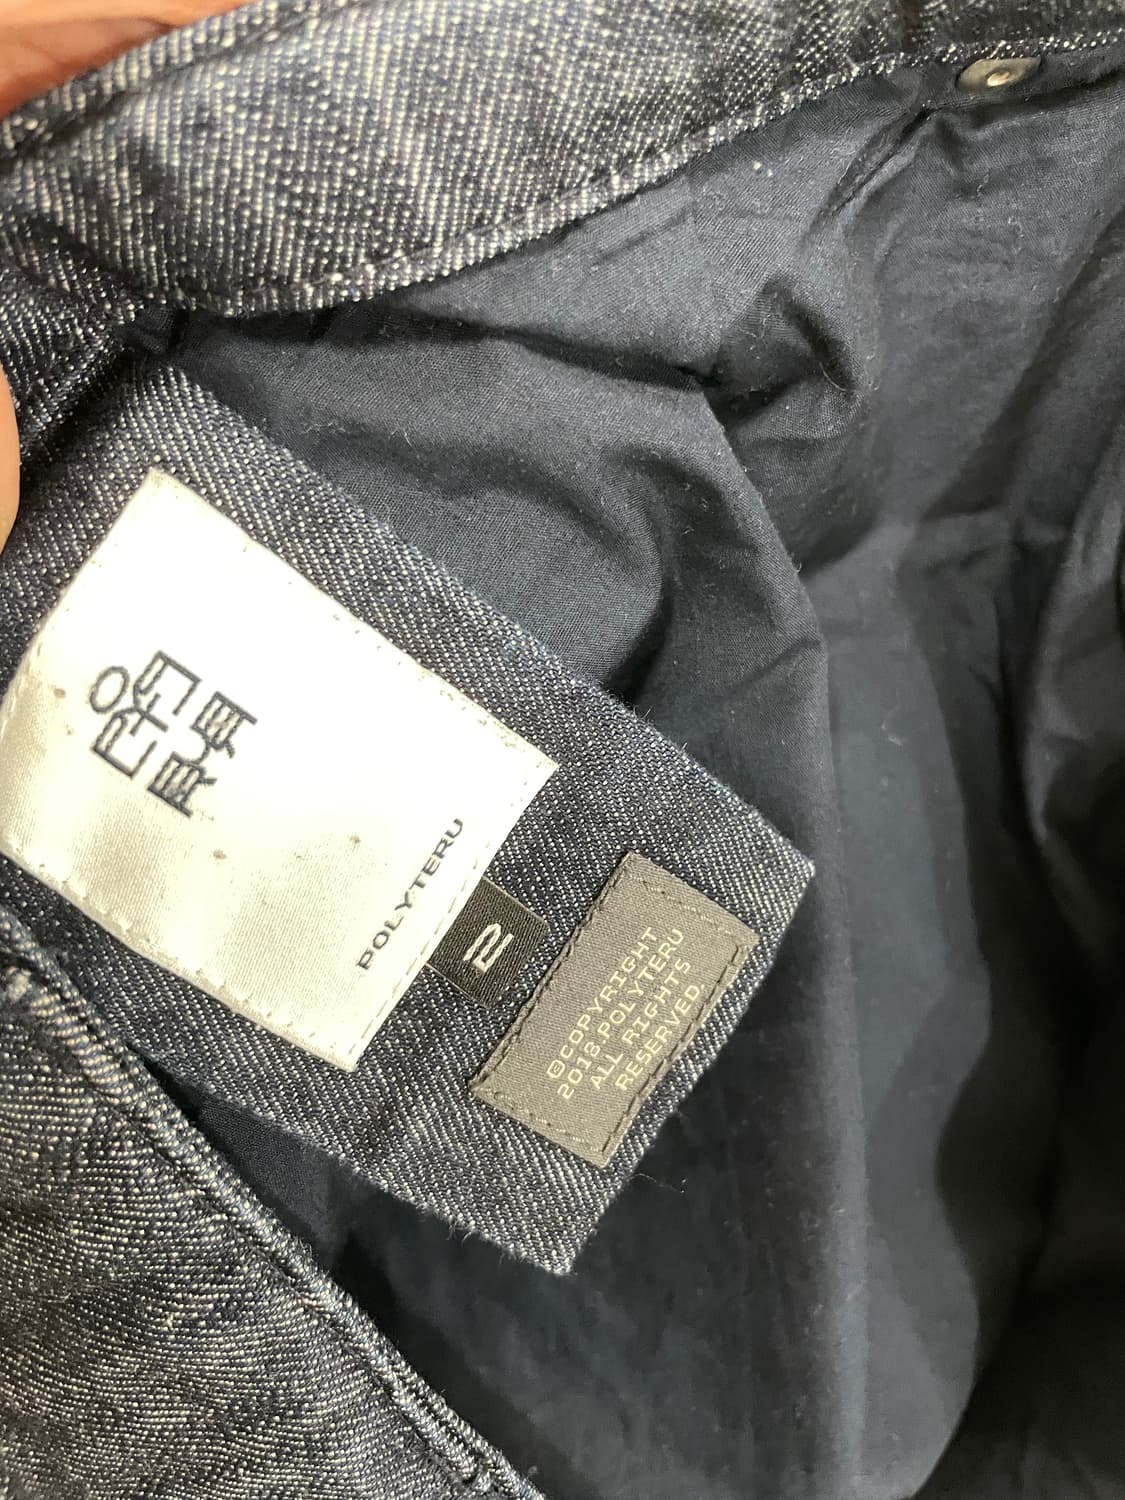 POLYTERU
2
©COPYRIGHT
2018.POLYTERU
ALL RIGHTS
RESERVED.